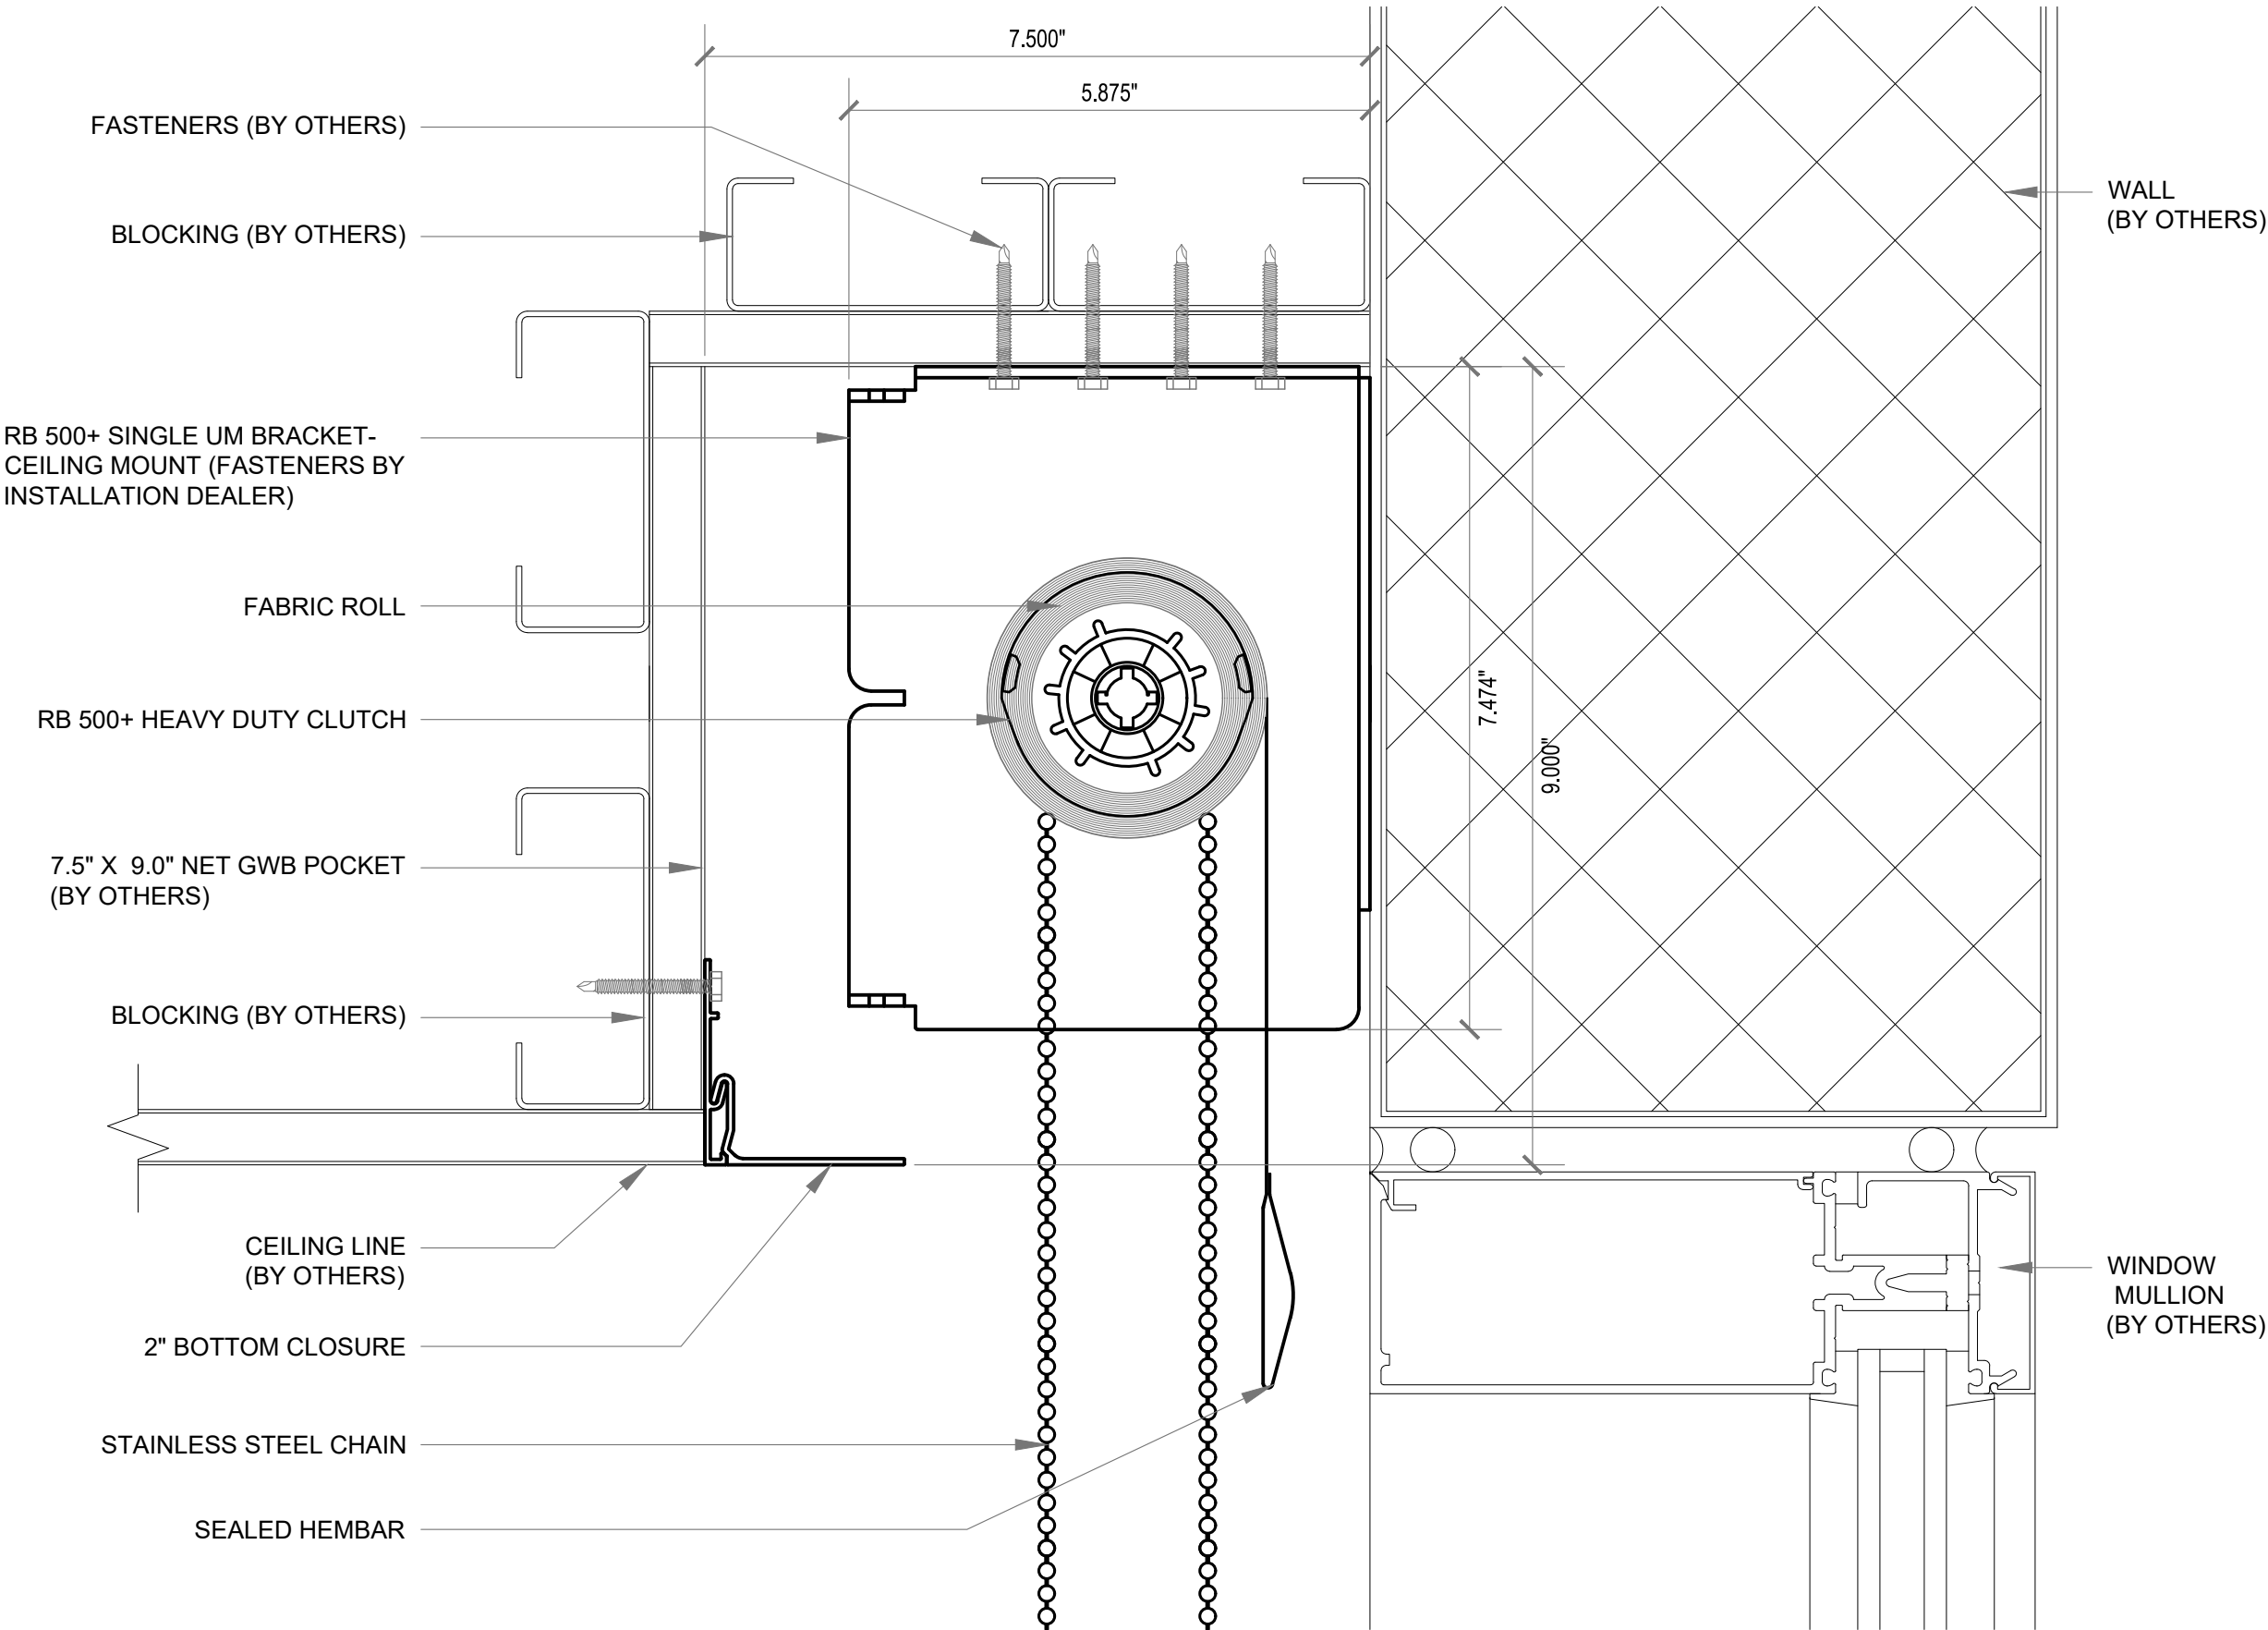 7.500"
5.875"
FASTENERS (BY OTHERS)
BLOCKING (BY OTHERS)
WALL
(BY OTHERS)
RB 500+ SINGLE UM BRACKET-
CEILING MOUNT (FASTENERS BY
INSTALLATION DEALER)
FABRIC ROLL
RB 500+ HEAVY DUTY CLUTCH
7.474"
9.000"
7.5" X  9.0" NET GWB POCKET
(BY OTHERS)
BLOCKING (BY OTHERS)
CEILING LINE
(BY OTHERS)
2" BOTTOM CLOSURE
STAINLESS STEEL CHAIN
SEALED HEMBAR
WINDOW
MULLION
(BY OTHERS)